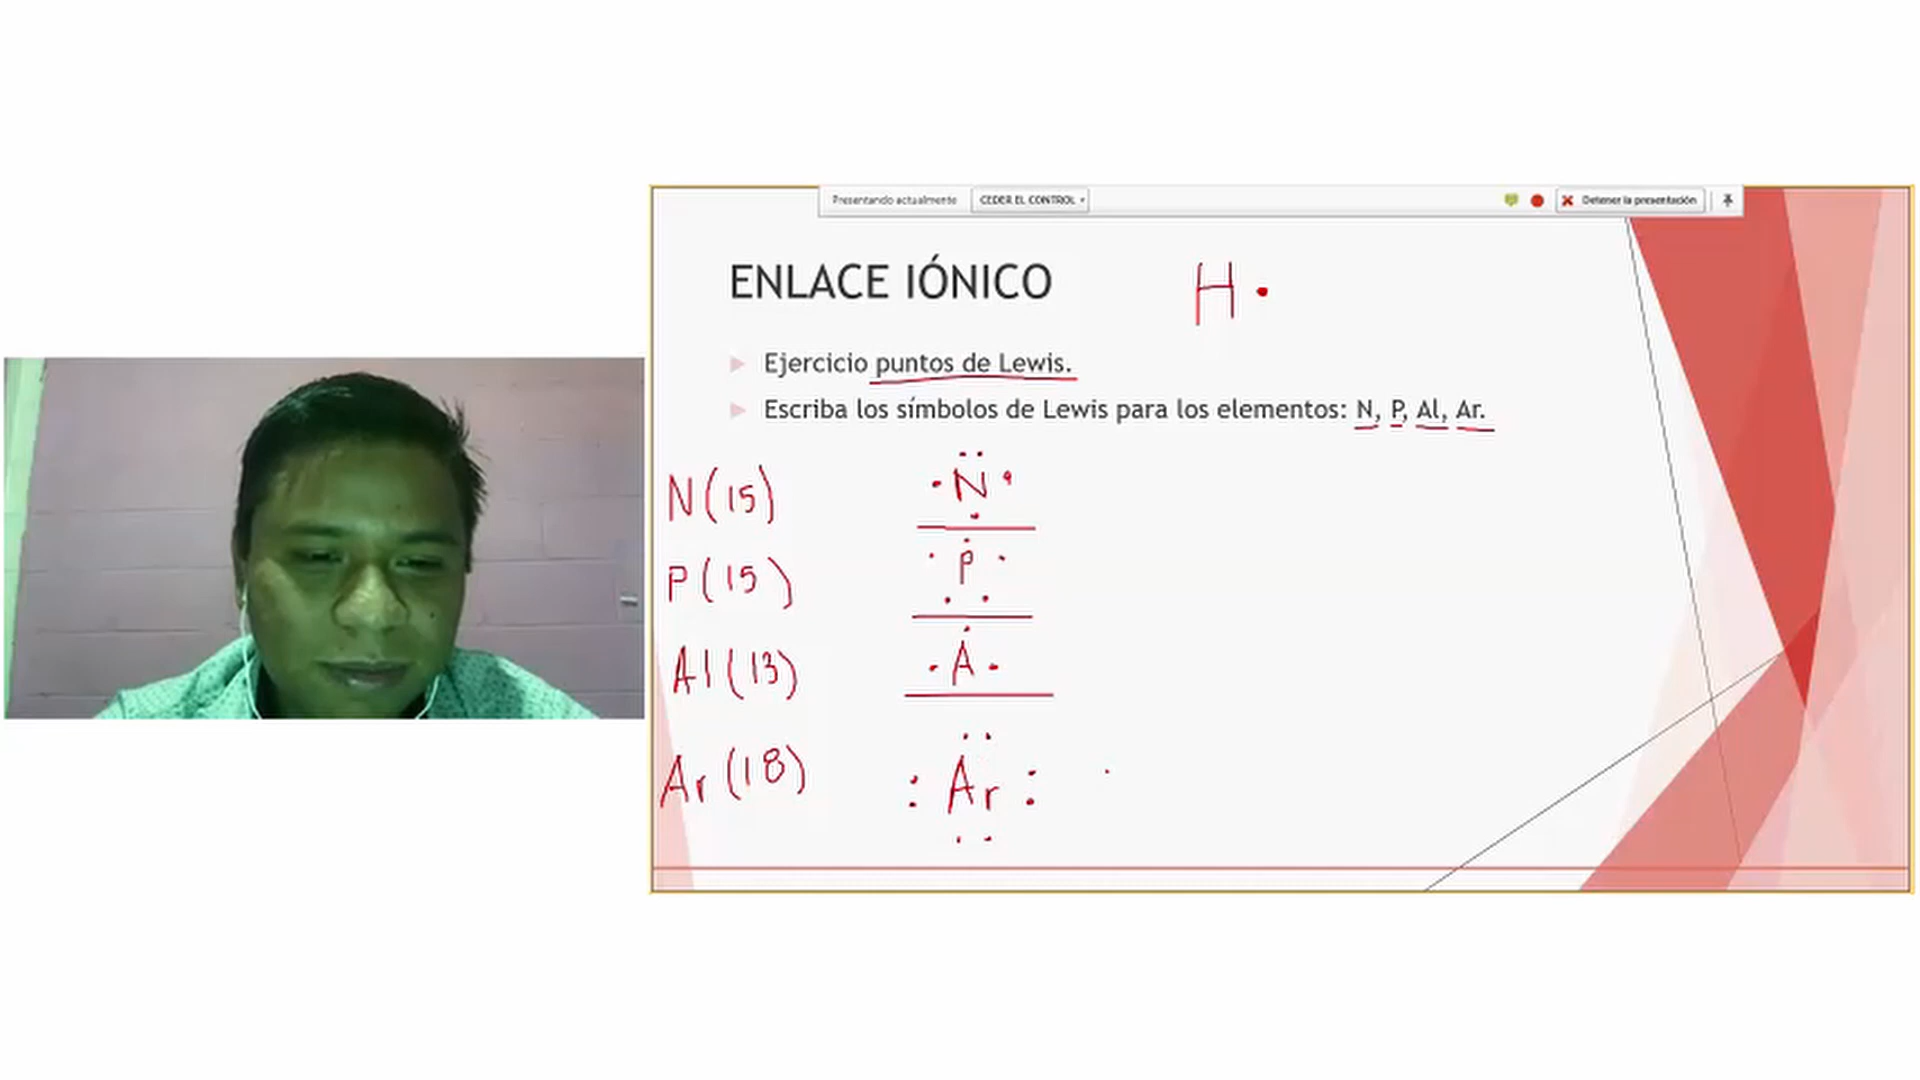 Presentando actualmente CEDER EL CONTROL Detener la presentación
ENLACE IÓNICO H
Ejercicio puntos de Lewis.
Escriba los símbolos de Lewis para los elementos: N, P, Al, Ar.
N(15) N
P(15) P
Al(13) A
Ar(18) Ar